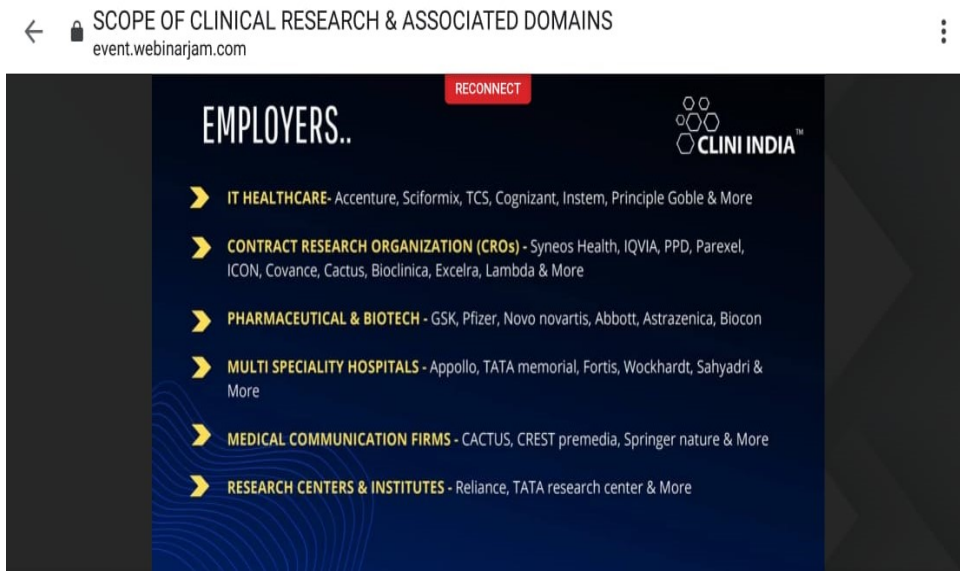 SCOPE OF CLINICAL RESEARCH & ASSOCIATED DOMAINS
event.webinarjam.com
RECONNECT
EMPLOYERS..
CLINI INDIA™
IT HEALTHCARE- Accenture, Sciformix, TCS, Cognizant, Instem, Principle Goble & More
CONTRACT RESEARCH ORGANIZATION (CROs) - Syneos Health, IQVIA, PPD, Parexel,
ICON, Covance, Cactus, Bioclinica, Excelra, Lambda & More
PHARMACEUTICAL & BIOTECH - GSK, Pfizer, Novo novartis, Abbott, Astrazenica, Biocon
MULTI SPECIALITY HOSPITALS - Appollo, TATA memorial, Fortis, Wockhardt, Sahyadri &
More
MEDICAL COMMUNICATION FIRMS - CACTUS, CREST premedia, Springer nature & More
RESEARCH CENTERS & INSTITUTES - Reliance, TATA research center & More